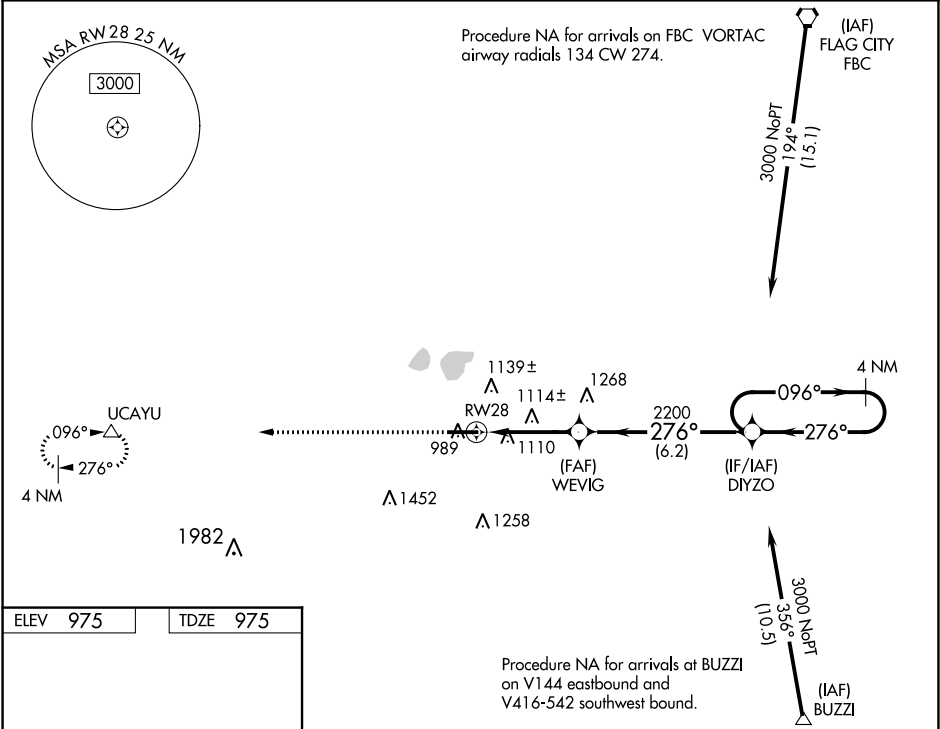 MSA RW 28 25 NM
3000
Procedure NA for arrivals on FBC VORTAC
airway radials 134 CW 274.
(IAF)
FLAG CITY
FBC
3000 NoPT
194°
(15.1)
1139±
1114±
1268
4 NM
096°
UCAYU
RW28
2200
096°
276°
276°
989
1110
(6.2)
276°
4 NM
(FAF)
WEVIG
(IF/IAF)
DIYZO
1452
1258
1982
3000 NoPT
356°
(10.5)
ELEV 975
TDZE 975
Procedure NA for arrivals at BUZZI
on V144 eastbound and
V416-542 southwest bound.
(IAF)
BUZZI